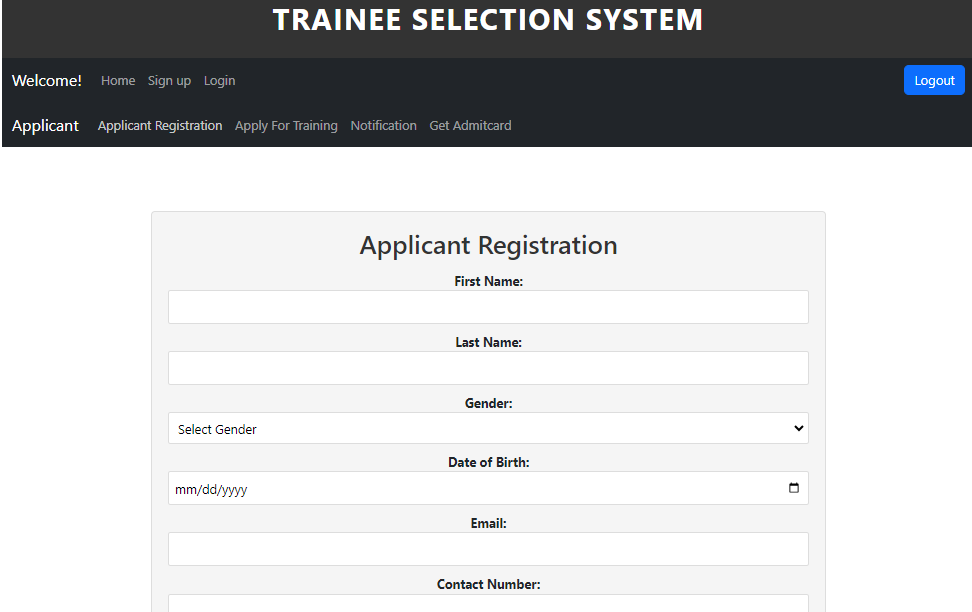 TRAINEE SELECTION SYSTEM
Welcome! Home Sign up Login Logout
Applicant Applicant Registration Apply For Training Notification Get Admitcard
Applicant Registration
First Name:
Last Name:
Gender:
Select Gender
Date of Birth:
mm/dd/yyyy
Email:
Contact Number: